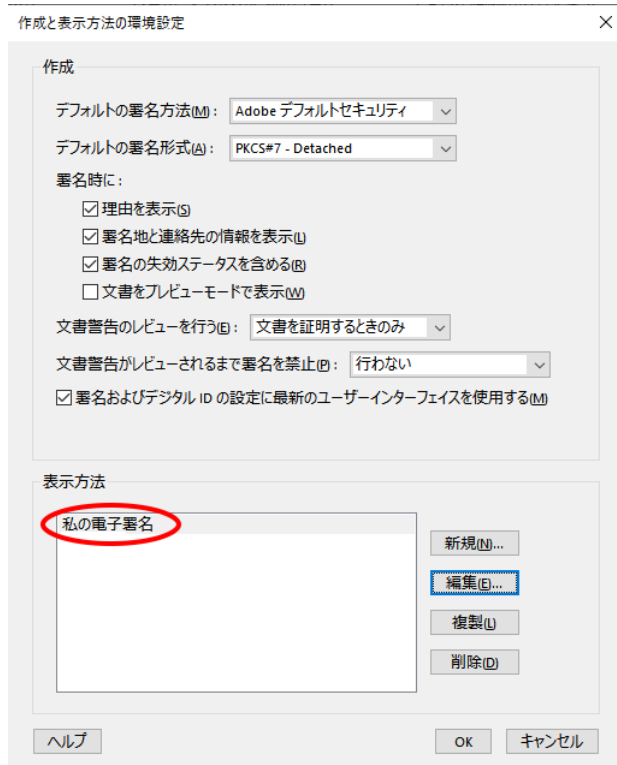 作成と表示方法の環境設定
作成
デフォルトの署名方法(M): Adobe デフォルトセキュリティ
デフォルトの署名形式(A): PKCS#7 - Detached
署名時に:
理由を表示(S)
署名地と連絡先の情報を表示(L)
署名の失効ステータスを含める(R)
文書をプレビューモードで表示(W)
文書警告のレビューを行う(E): 文書を証明するときのみ
文書警告がレビューされるまで署名を禁止(P): 行わない
署名およびデジタル ID の設定に最新のユーザーインターフェイスを使用する(M)
表示方法
私の電子署名
新規(N)...
編集(E)...
複製(L)
削除(D)
ヘルプ OK キャンセル